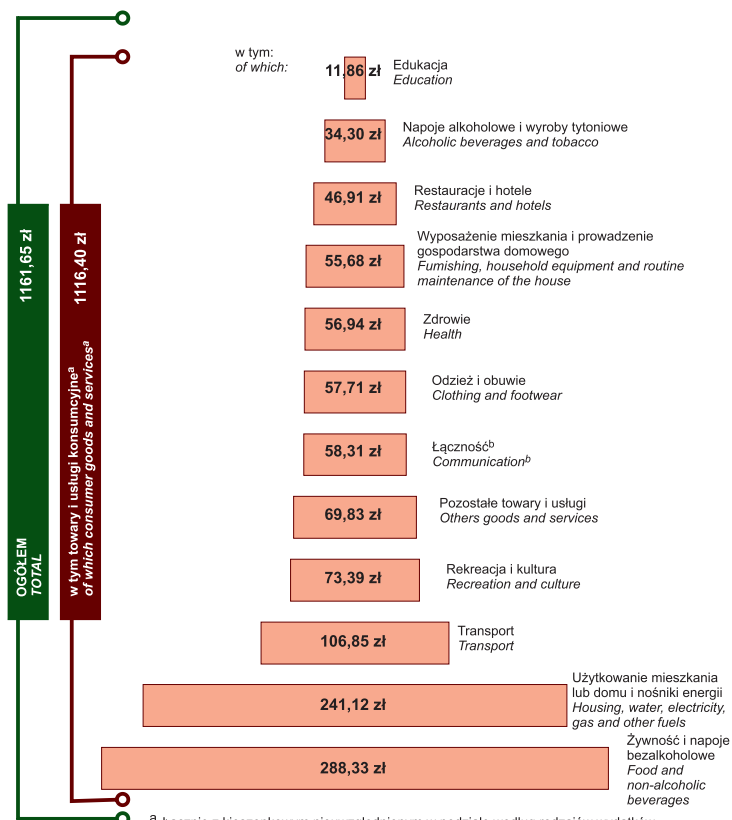 w tym:
of which:
11,86 zł
Edukacja
Education
34,30 zł
Napoje alkoholowe i wyroby tytoniowe
Alcoholic beverages and tobacco
46,91 zł
Restauracje i hotele
Restaurants and hotels
55,68 zł
Wyposażenie mieszkania i prowadzenie
gospodarstwa domowego
Furnishing, household equipment and routine
maintenance of the house
56,94 zł
Zdrowie
Health
57,71 zł
Odzież i obuwie
Clothing and footwear
58,31 zł
Łącznośćb
Communicationb
69,83 zł
Pozostałe towary i usługi
Others goods and services
73,39 zł
Rekreacja i kultura
Recreation and culture
106,85 zł
Transport
Transport
241,12 zł
Użytkowanie mieszkania
lub domu i nośniki energii
Housing, water, electricity,
gas and other fuels
288,33 zł
Żywność i napoje
bezalkoholowe
Food and
non-alcoholic
beverages
OGÓŁEM
TOTAL
1161,65 zł
w tym towary i usługi konsumcyjnea
of which consumer goods and servicesa
1116,40 zł
a